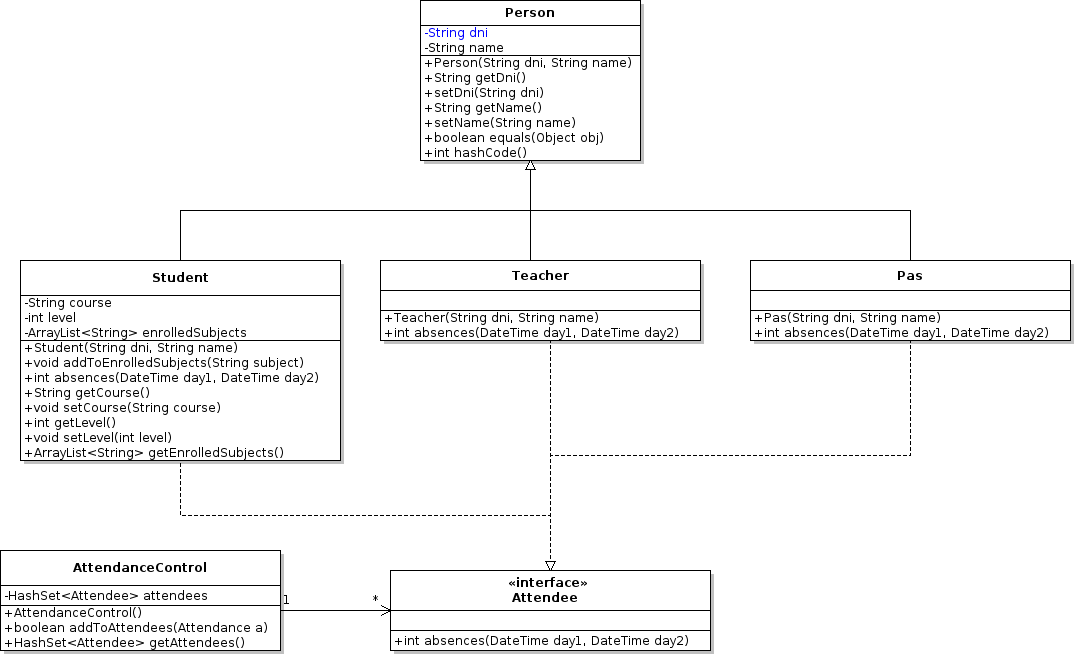 Person
-String dni
-String name
+Person(String dni, String name)
+String getDni()
+setDni(String dni)
+String getName()
+setName(String name)
+boolean equals(Object obj)
+int hashCode()
Student
-String course
-int level
-ArrayList<String> enrolledSubjects
+Student(String dni, String name)
+void addToEnrolledSubjects(String subject)
+int absences(DateTime day1, DateTime day2)
+String getCourse()
+void setCourse(String course)
+int getLevel()
+void setLevel(int level)
+ArrayList<String> getEnrolledSubjects()
Teacher
+Teacher(String dni, String name)
+int absences(DateTime day1, DateTime day2)
Pas
+Pas(String dni, String name)
+int absences(DateTime day1, DateTime day2)
AttendanceControl
-HashSet<Attendee> attendees
+AttendanceControl()
+boolean addToAttendees(Attendance a)
+HashSet<Attendee> getAttendees()
1
*
«interface»
Attendee
+int absences(DateTime day1, DateTime day2)